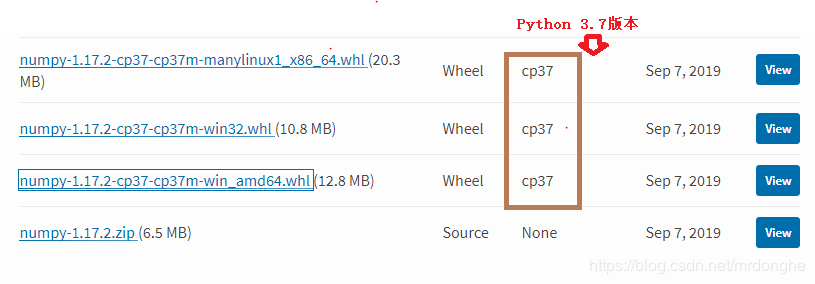 Python 3.7版本
numpy-1.17.2-cp37-cp37m-manylinux1_x86_64.whl (20.3
MB) Wheel cp37 Sep 7, 2019 View
numpy-1.17.2-cp37-cp37m-win32.whl (10.8 MB) Wheel cp37 Sep 7, 2019 View
numpy-1.17.2-cp37-cp37m-win_amd64.whl (12.8 MB) Wheel cp37 Sep 7, 2019 View
numpy-1.17.2.zip (6.5 MB) Source None Sep 7, 2019 View
https://blog.csdn.net/mrdonghe